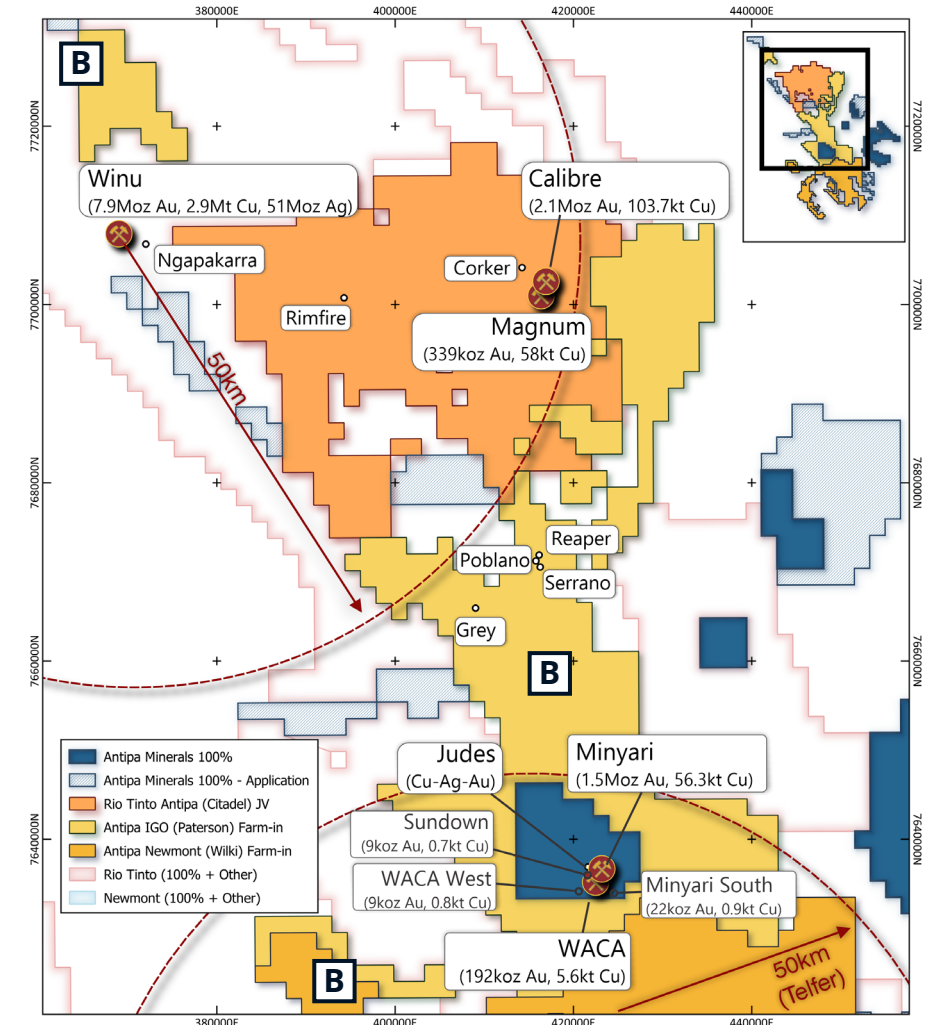 380000E
400000E
420000E
440000E
B
7720000N
7720000N
Winu
(7.9Moz Au, 2.9Mt Cu, 51Moz Ag)
Calibre
(2.1Moz Au, 103.7kt Cu)
Ngapakarra
Corker
Rimfire
7700000N
7700000N
Magnum
(339koz Au, 58kt Cu)
50km
7680000N
7680000N
Reaper
Poblano
Serrano
Grey
7660000N
7660000N
B
Judes
(Cu-Ag-Au)
Minyari
(1.5Moz Au, 56.3kt Cu)
Antipa Minerals 100%
Antipa Minerals 100% - Application
Rio Tinto Antipa (Citadel) JV
Antipa IGO (Paterson) Farm-in
Antipa Newmont (Wilki) Farm-in
Rio Tinto (100% + Other)
Newmont (100% + Other)
Sundown
(9koz Au, 0.7kt Cu)
7640000N
7640000N
WACA West
(9koz Au, 0.8kt Cu)
Minyari South
(22koz Au, 0.9kt Cu)
WACA
(192koz Au, 5.6kt Cu)
B
50km
(Telfer)
380000E
400000E
420000E
440000E